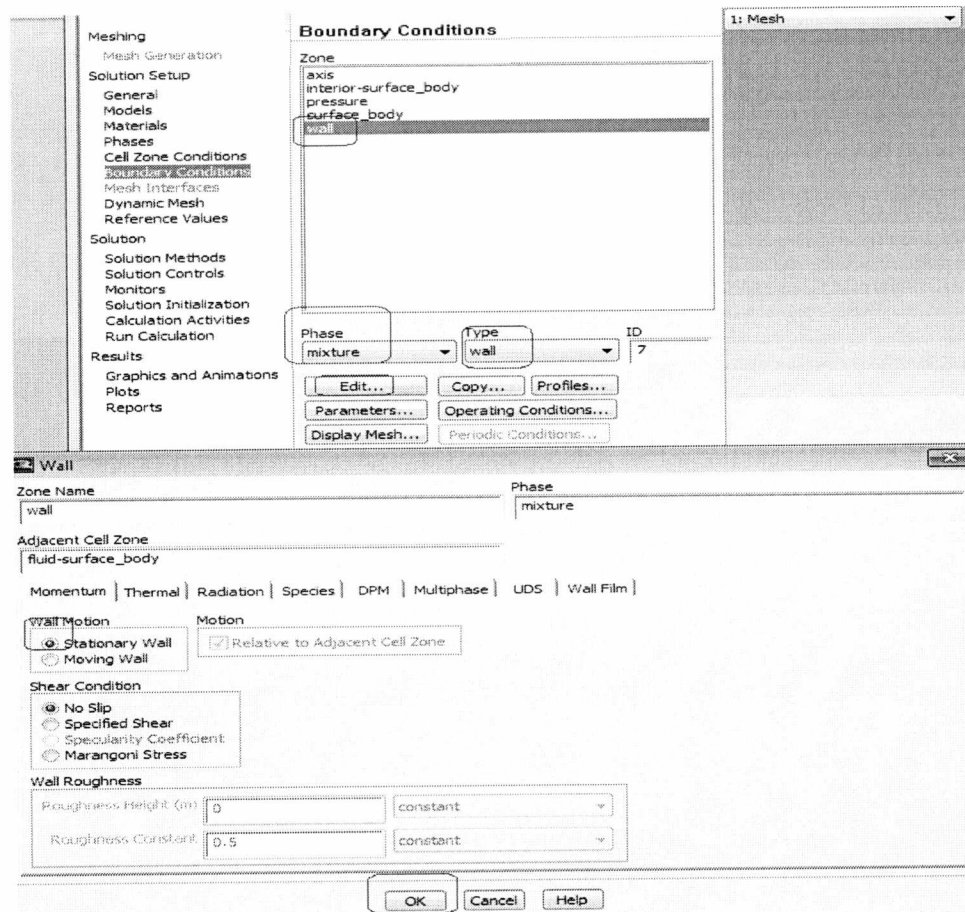 Meshing
Mesh Generation
Solution Setup
General
Models
Materials
Phases
Cell Zone Conditions
Boundary Conditions
Mesh Interfaces
Dynamic Mesh
Reference Values
Solution
Solution Methods
Solution Controls
Monitors
Solution Initialization
Calculation Activities
Run Calculation
Results
Graphics and Animations
Plots
Reports
Boundary Conditions
Zone
axis
interior-surface_body
pressure
surface_body
wall
Phase Type ID
mixture wall 7
Edit... Copy... Profiles...
Parameters... Operating Conditions...
Display Mesh... Periodic Conditions...
1: Mesh
Wall
Zone Name Phase
wall mixture
Adjacent Cell Zone
fluid-surface_body
Momentum Thermal Radiation Species DPM Multiphase UDS Wall Film
Wall Motion Motion
Stationary Wall Relative to Adjacent Cell Zone
Moving Wall
Shear Condition
No Slip
Specified Shear
Specularity Coefficient
Marangoni Stress
Wall Roughness
Roughness Height (m) 0 constant
Roughness Constant 0.5 constant
OK Cancel Help